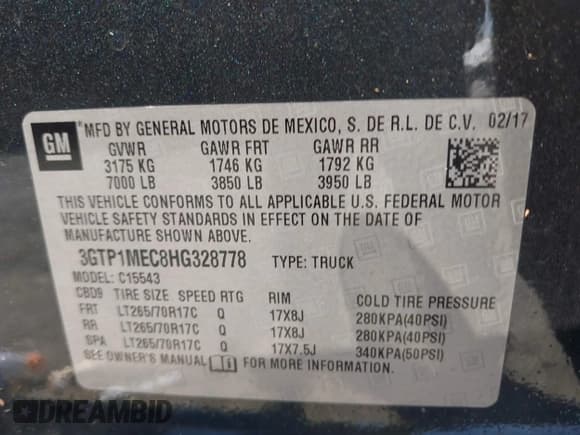 GM
*MFD BY GENERAL MOTORS DE MEXICO, S. DE R.L. DE C.V. 02/17
GVWR GAWR FRT GAWR RR
3175 KG 1746 KG 1792 KG
7000 LB 3850 LB 3950 LB
THIS VEHICLE CONFORMS TO ALL APPLICABLE U.S. FEDERAL MOTOR
VEHICLE SAFETY STANDARDS IN EFFECT ON THE DATE OF
MANUFACTURE SHOWN ABOVE.
3GTP1MEC8HG328778 TYPE: TRUCK
MODEL: C15543
CBD9 TIRE SIZE SPEED RTG RIM COLD TIRE PRESSURE
FRT LT265/70R17C Q 17X8J 280KPA(40PSI)
RR LT265/70R17C Q 17X8J 280KPA(40PSI)
SPA LT265/70R17C Q 17X7.5J 340KPA(50PSI)
SEE OWNER'S MANUAL FOR MORE INFORMATION.
DREAMBID